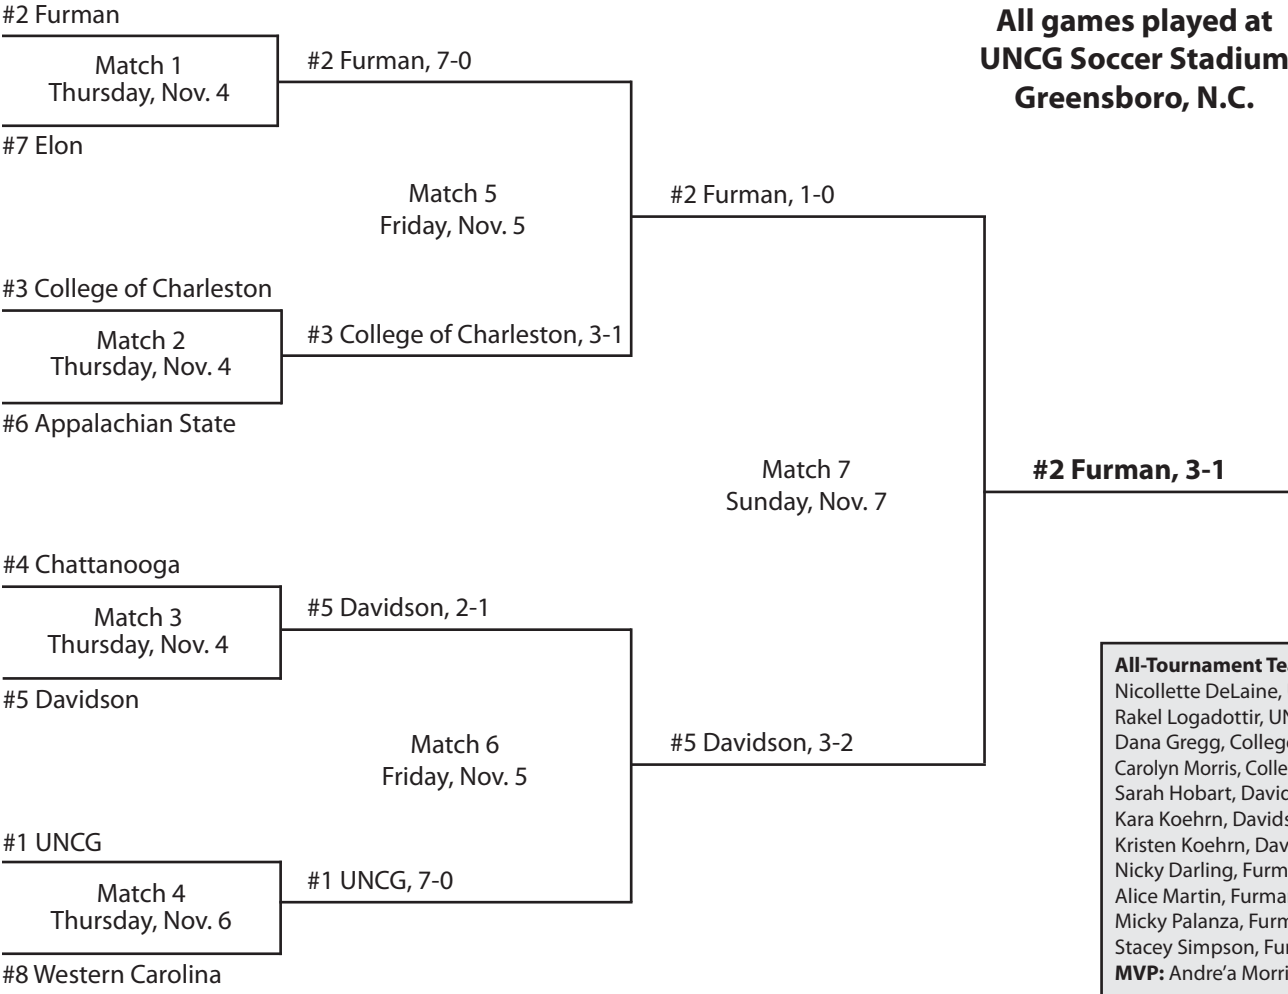 #2 Furman
Match 1
Thursday, Nov. 4
#7 Elon
#2 Furman, 7-0
Match 5
Friday, Nov. 5
#3 College of Charleston
Match 2
Thursday, Nov. 4
#6 Appalachian State
#3 College of Charleston, 3-1
#2 Furman, 1-0
Match 7
Sunday, Nov. 7
#4 Chattanooga
Match 3
Thursday, Nov. 4
#5 Davidson
#5 Davidson, 2-1
Match 6
Friday, Nov. 5
#1 UNCG
Match 4
Thursday, Nov. 6
#8 Western Carolina
#1 UNCG, 7-0
#5 Davidson, 3-2
#2 Furman, 3-1
All games played at
UNCG Soccer Stadium
Greensboro, N.C.
All-Tournament
Nicollette DeLaine,
Rakel Logadottir,
Dana Gregg,
Carolyn Morris,
Sarah Hobart,
Kara Koehrn,
Kristen Koehrn,
Nicky Darling,
Alice Martin,
Micky Palanza,
Stacey Simpson,
MVP: Andre’a